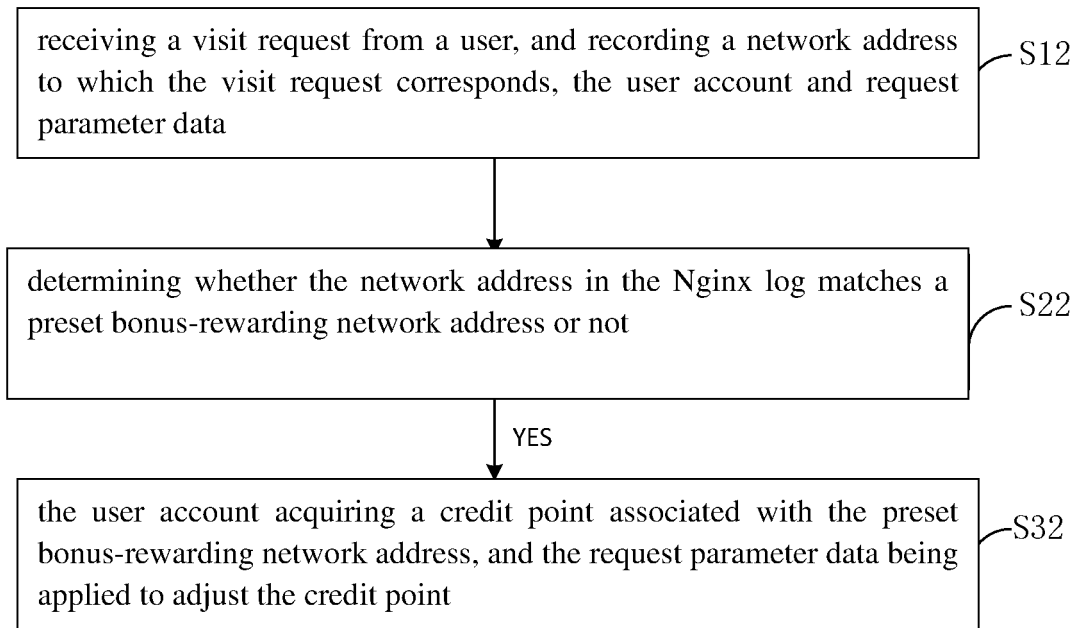 receiving a visit request from a user, and recording a network address
to which the visit request corresponds, the user account and request
parameter data
S12
determining whether the network address in the Nginx log matches a
preset bonus-rewarding network address or not
S22
YES
the user account acquiring a credit point associated with the preset
bonus-rewarding network address, and the request parameter data being
applied to adjust the credit point
S32